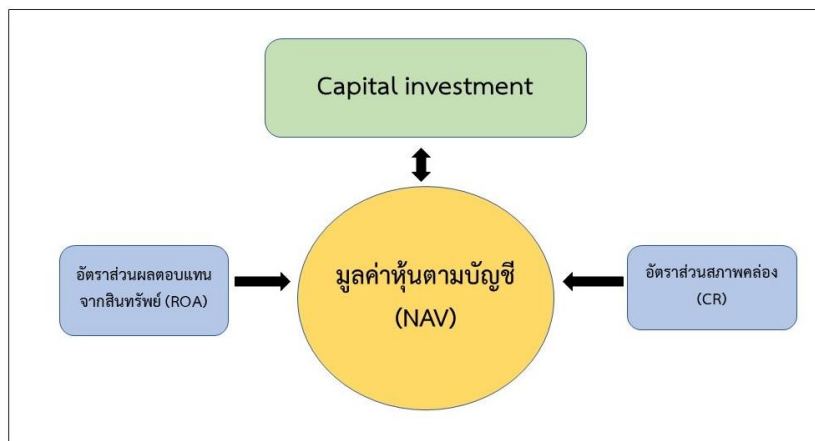 Capital investment
อัตราส่วนผลตอบแทน
จากสินทรัพย์ (ROA)
มูลค่าหุ้นตามบัญชี
(NAV)
อัตราส่วนสภาพคล่อง
(CR)